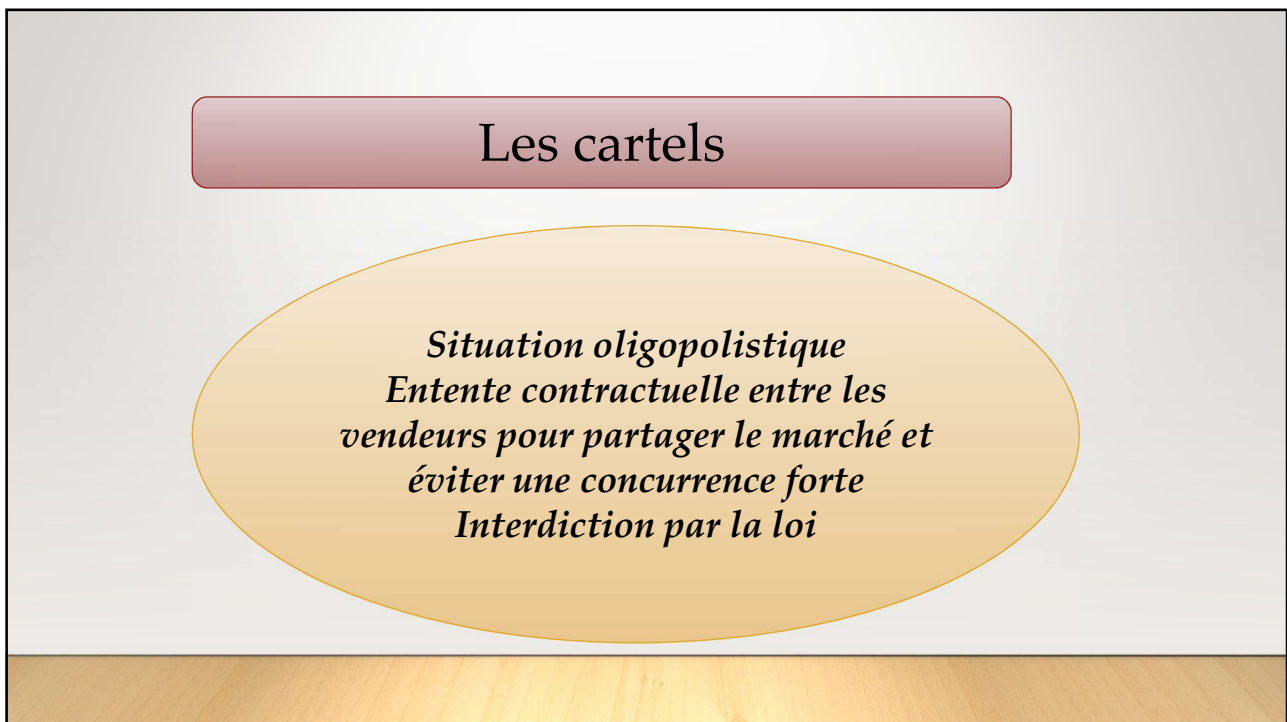 Les cartels
Situation oligopolistique
Entente contractuelle entre les
vendeurs pour partager le marché et
éviter une concurrence forte
Interdiction par la loi